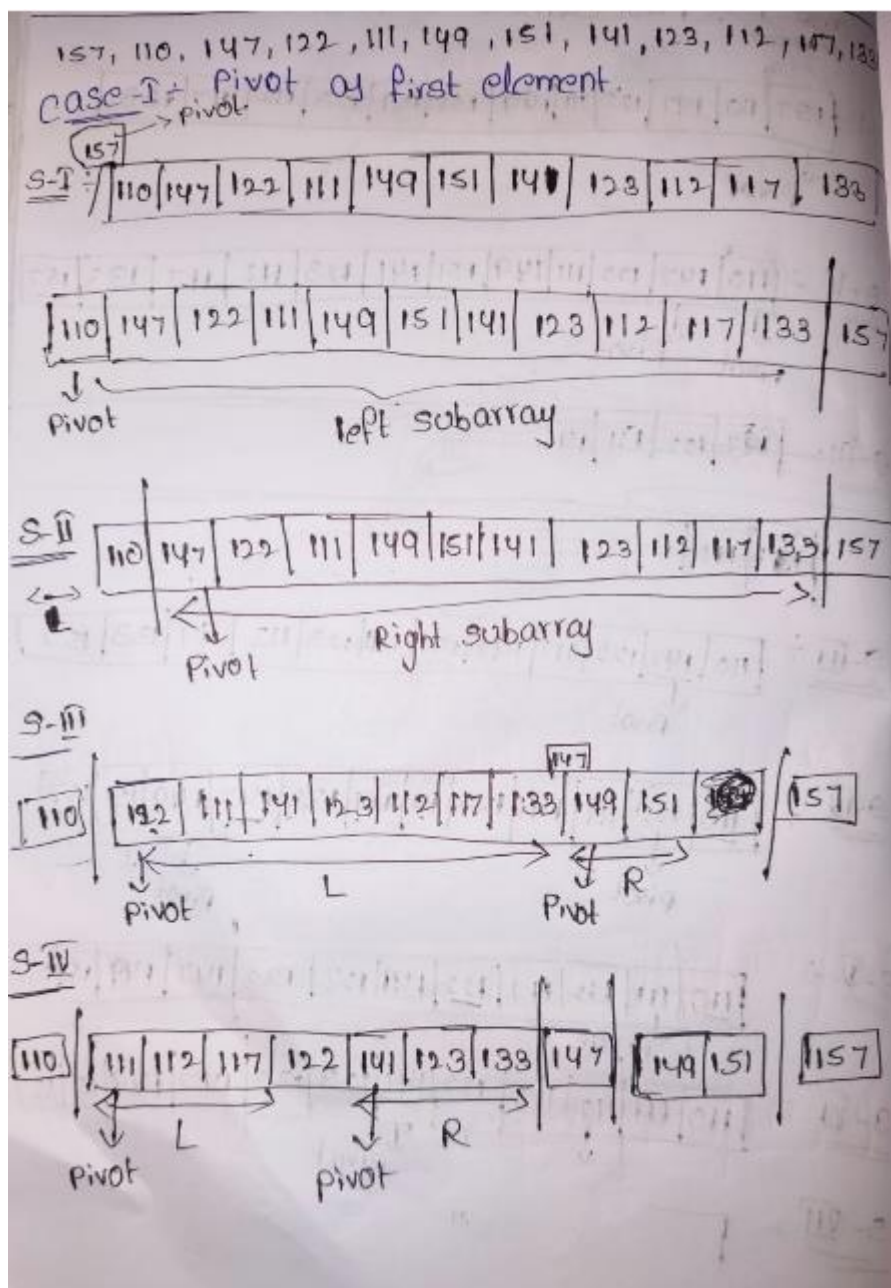 157, 110, 147, 122, 111, 149, 151, 141, 123, 112, 117, 133
Case-I:- Pivot as first element.
157 → pivot.
S-I:- 110 147 122 111 149 151 141 123 112 117 133
110 147 122 111 149 151 141 123 112 117 133 157
Pivot left subarray
S-II 110 147 122 111 149 151 141 123 112 117 133 157
L
Pivot Right subarray
S-III
147
110 122 111 141 123 112 117 133 149 151 157
L R
Pivot Pivot
S-IV
110 111 112 117 122 141 123 133 147 149 151 157
L R
Pivot pivot